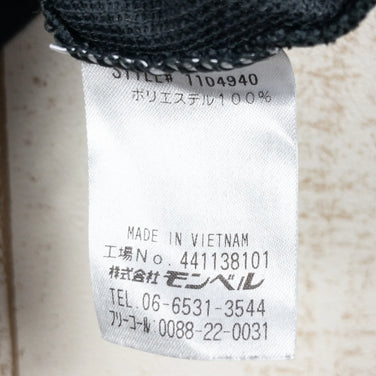 STYLE# 1104940
ポリエステル100%
MADE IN VIETNAM
工場No. 441138101
株式会社 モンベル
TEL. 06-6531-3544
フリーコール:0088-22-0031